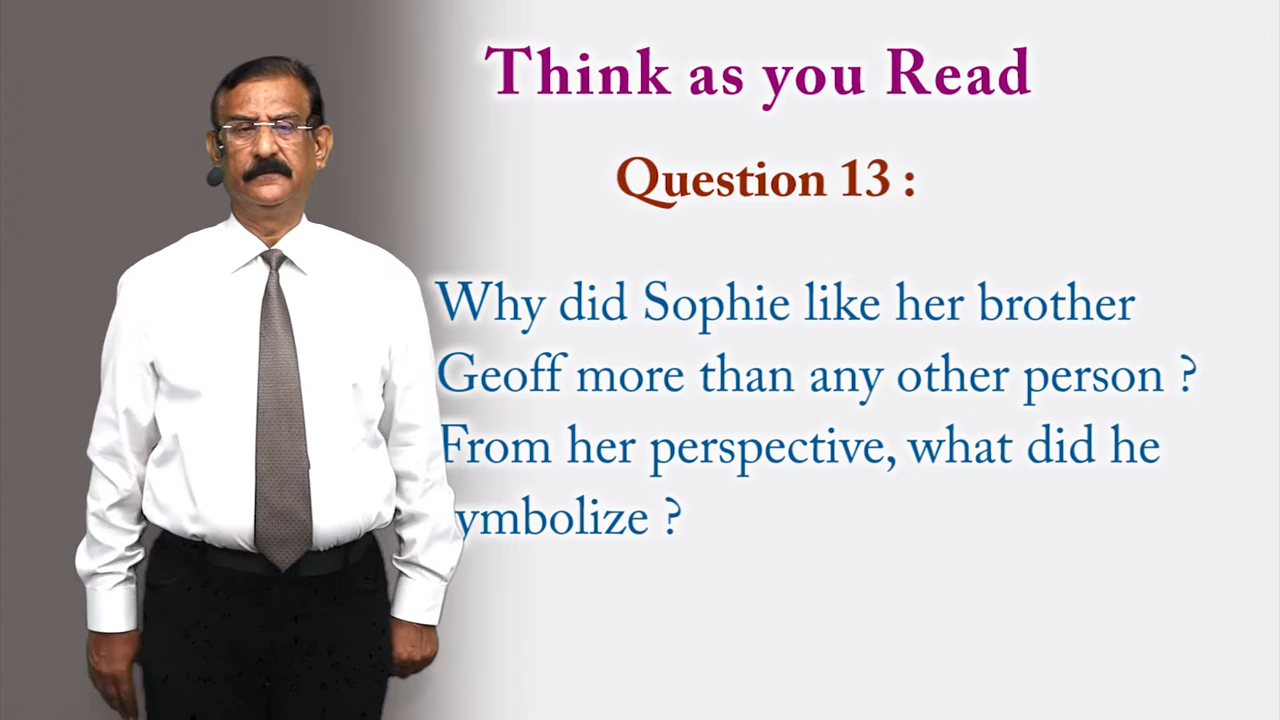 Think as you Read
Question 13 :
Why did Sophie like her brother
Geoff more than any other person ?
From her perspective, what did he
ymbolize ?